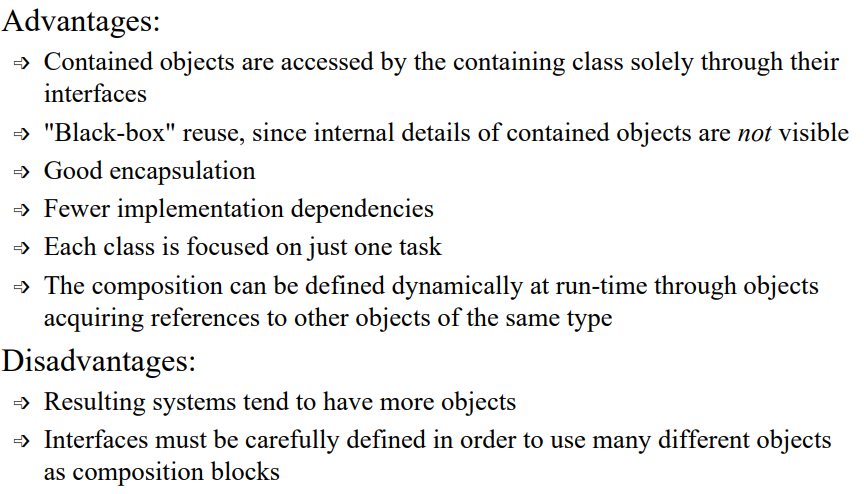 Advantages:
➩ Contained objects are accessed by the containing class solely through their
interfaces
➩ "Black-box" reuse, since internal details of contained objects are not visible
➩ Good encapsulation
➩ Fewer implementation dependencies
➩ Each class is focused on just one task
➩ The composition can be defined dynamically at run-time through objects
acquiring references to other objects of the same type
Disadvantages:
➩ Resulting systems tend to have more objects
➩ Interfaces must be carefully defined in order to use many different objects
as composition blocks